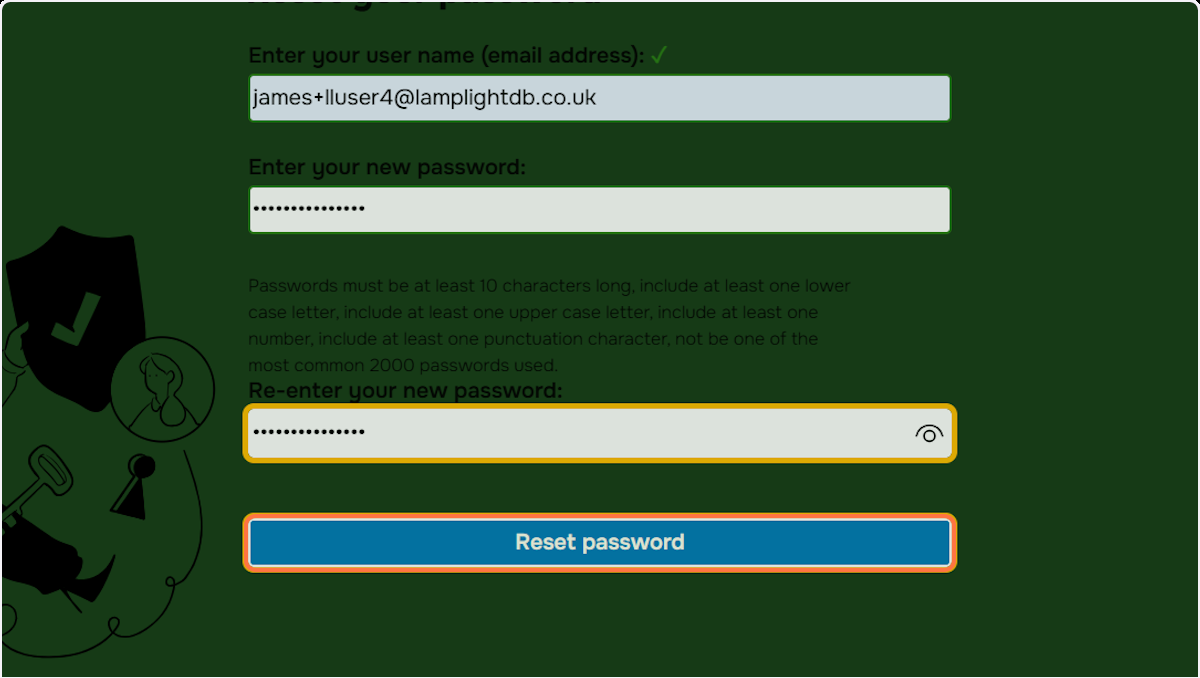 Reset your password
Enter your user name (email address): ✓
james+lluser4@lamplightdb.co.uk
Enter your new password:
•••••••••••••••
Passwords must be at least 10 characters long, include at least one lower
case letter, include at least one upper case letter, include at least one
number, include at least one punctuation character, not be one of the
most common 2000 passwords used.
Re-enter your new password:
•••••••••••••••
Reset password